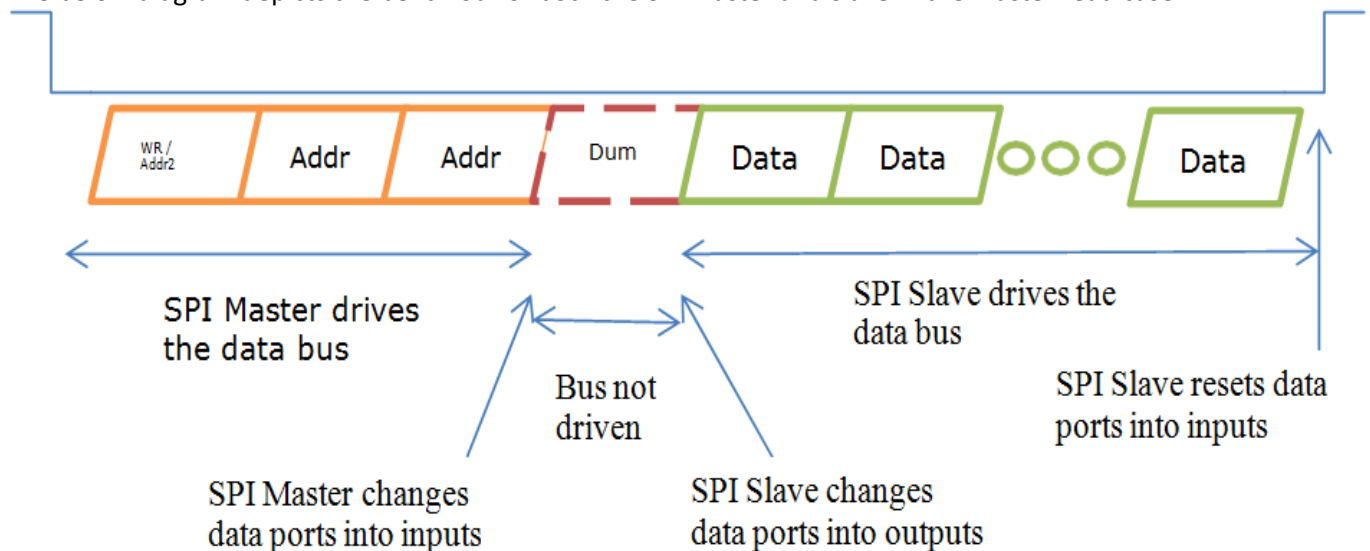 WR /
Addr2
Addr
Addr
Dum
Data
Data
Data
SPI Master drives
the data bus
SPI Slave drives the
data bus
Bus not
driven
SPI Slave resets data
ports into inputs
SPI Master changes
data ports into inputs
SPI Slave changes
data ports into outputs